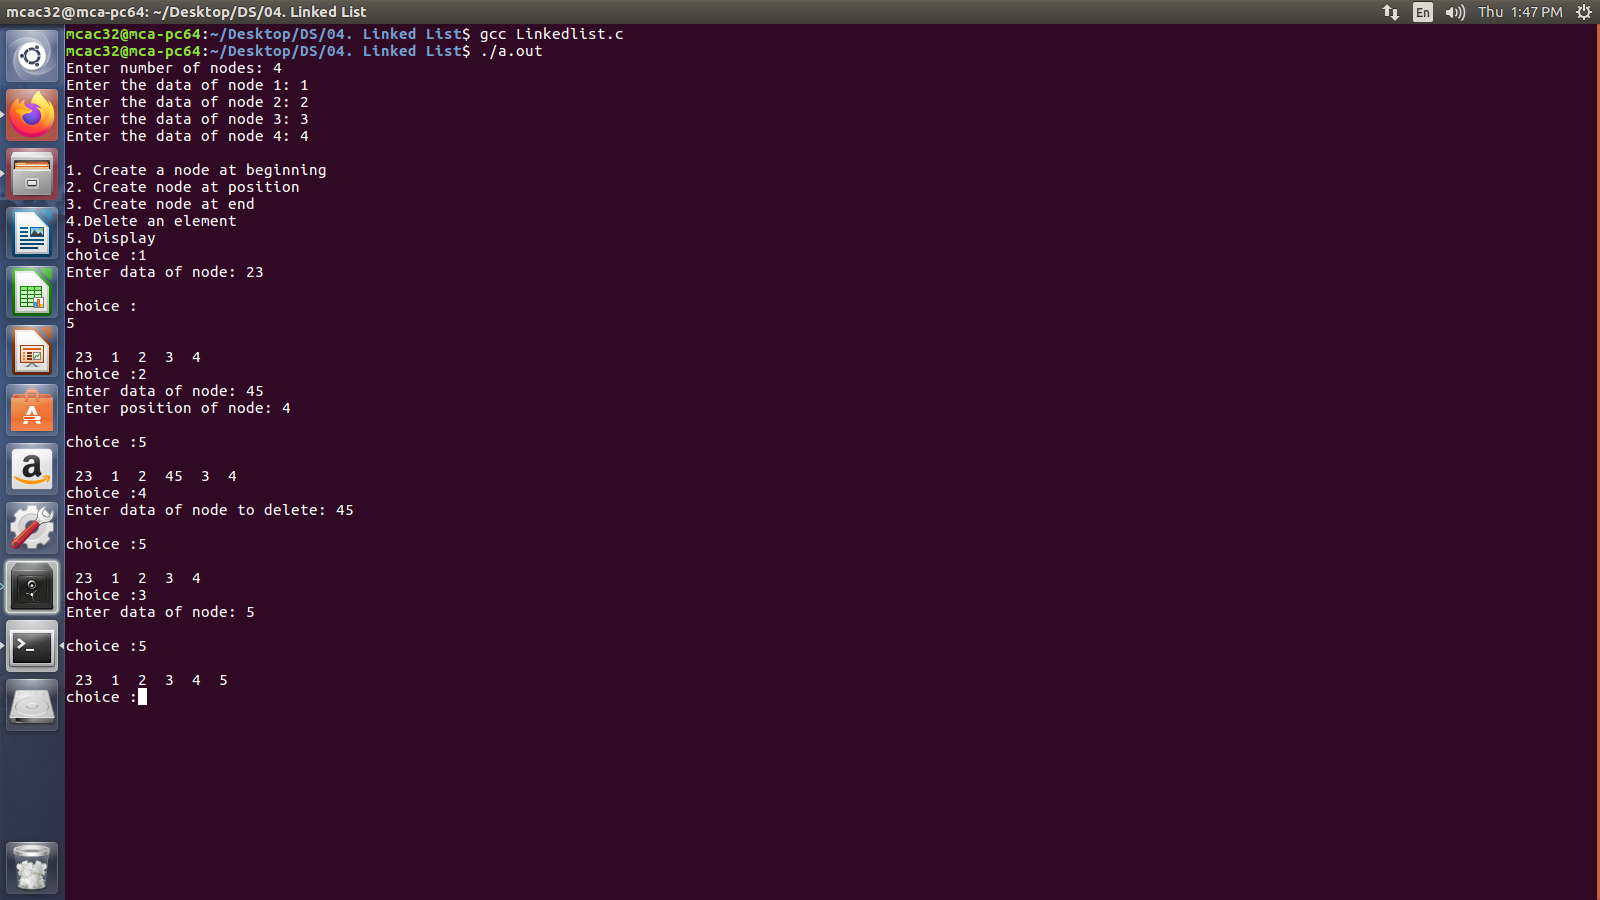 mcac32@mca-pc64: ~/Desktop/DS/04. Linked List
En
Thu 1:47 PM
mcac32@mca-pc64:~/Desktop/DS/04. Linked List$ gcc Linkedlist.c
mcac32@mca-pc64:~/Desktop/DS/04. Linked List$ ./a.out
Enter number of nodes: 4
Enter the data of node 1: 1
Enter the data of node 2: 2
Enter the data of node 3: 3
Enter the data of node 4: 4
1. Create a node at beginning
2. Create node at position
3. Create node at end
4.Delete an element
5. Display
choice :1
Enter data of node: 23
choice :
5
23 1 2 3 4
choice :2
Enter data of node: 45
Enter position of node: 4
choice :5
23 1 2 45 3 4
choice :4
Enter data of node to delete: 45
choice :5
23 1 2 3 4
choice :3
Enter data of node: 5
choice :5
23 1 2 3 4 5
choice :